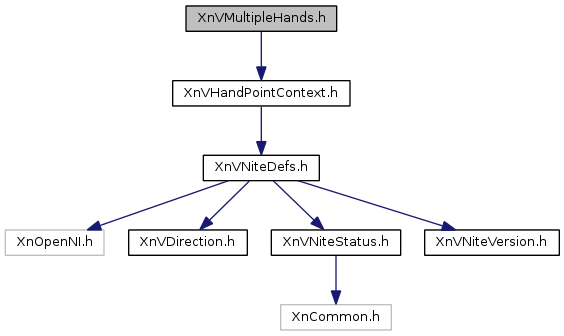 XnVMultipleHands.h
XnVHandPointContext.h
XnVNiteDefs.h
XnOpenNI.h
XnVDirection.h
XnVNiteStatus.h
XnVNiteVersion.h
XnCommon.h